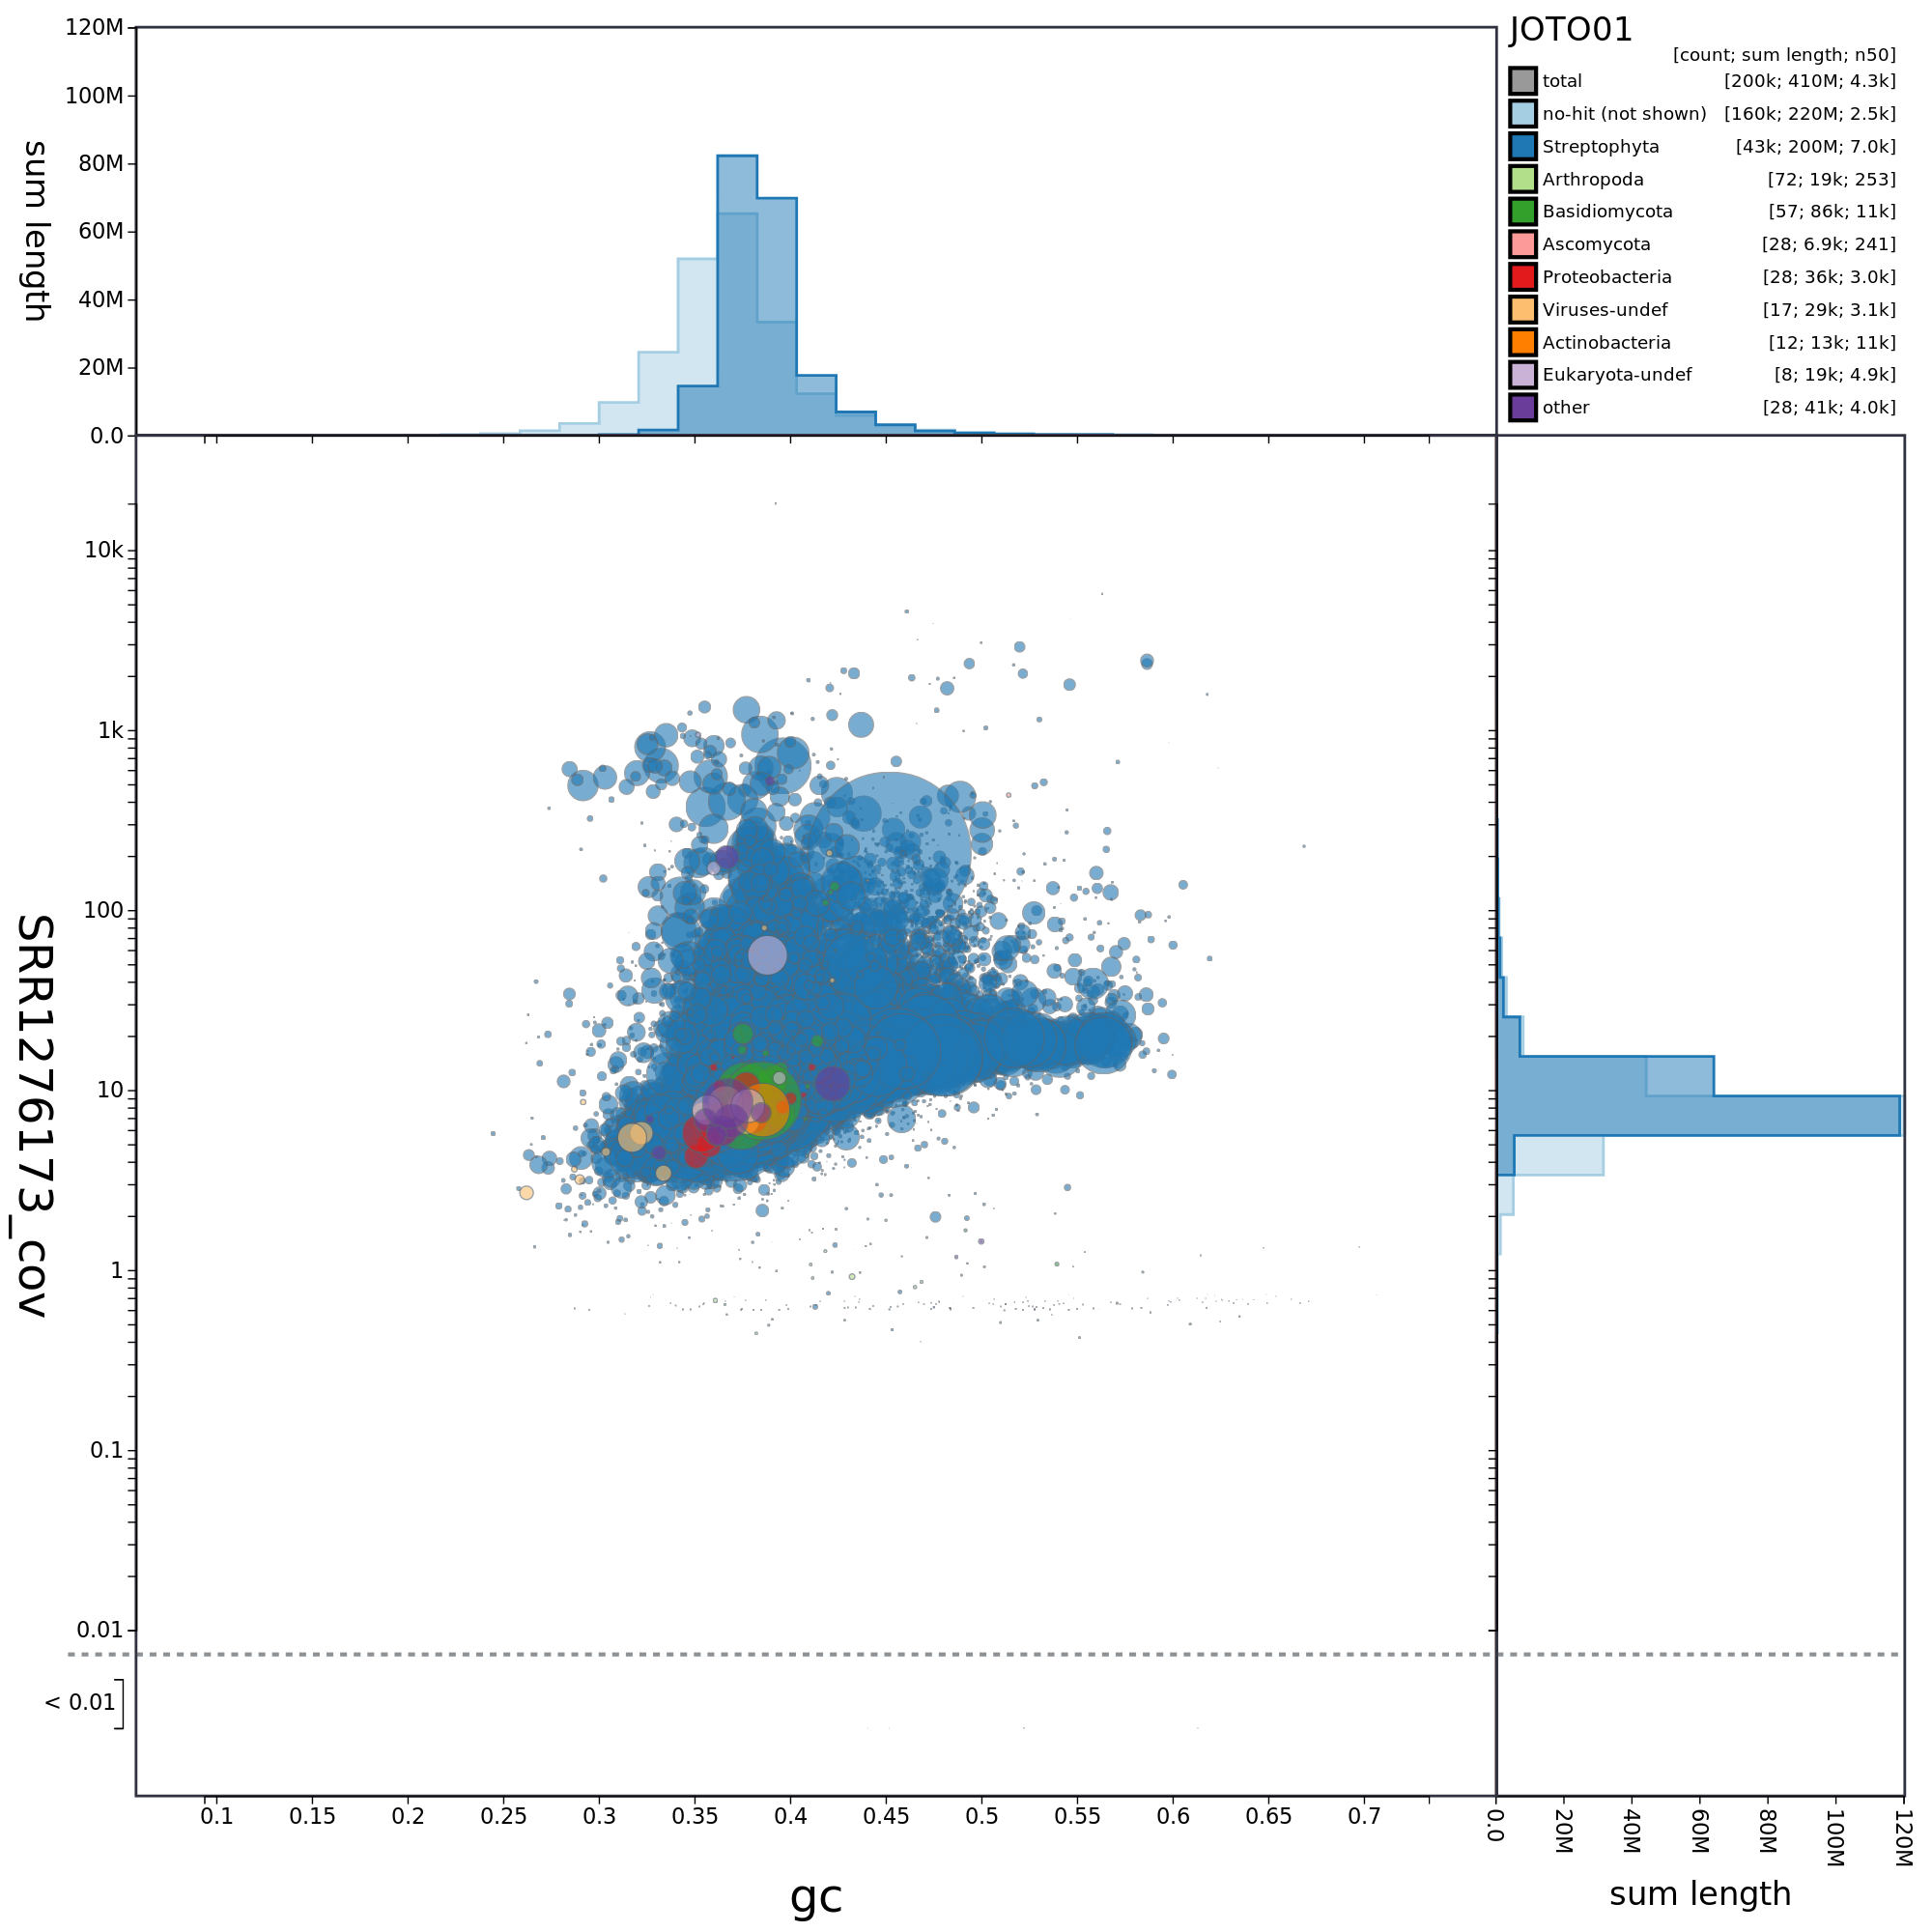 JOTO01
[count; sum length; n50]
total [200k; 410M; 4.3k]
no-hit (not shown) [160k; 220M; 2.5k]
Streptophyta [43k; 200M; 7.0k]
Arthropoda [72; 19k; 253]
Basidiomycota [57; 86k; 11k]
Ascomycota [28; 6.9k; 241]
Proteobacteria [28; 36k; 3.0k]
Viruses-undef [17; 29k; 3.1k]
Actinobacteria [12; 13k; 11k]
Eukaryota-undef [8; 19k; 4.9k]
other [28; 41k; 4.0k]
sum length
120M
100M
80M
60M
40M
20M
0.0
SRR1276173_cov
10k
1k
100
10
1
0.1
0.01
< 0.01
0.1 0.15 0.2 0.25 0.3 0.35 0.4 0.45 0.5 0.55 0.6 0.65 0.7
gc
0.0 20M 40M 60M 80M 100M 120M
sum length